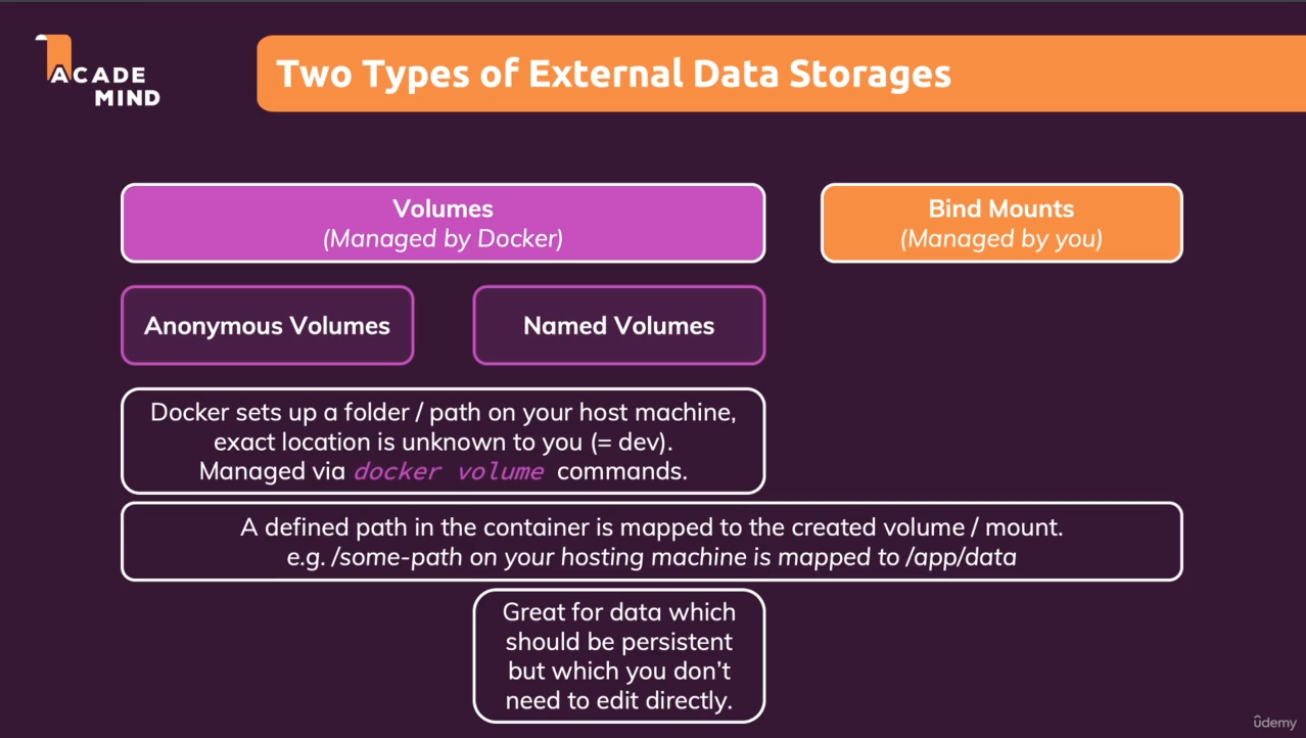 ACADE
MIND
Two Types of External Data Storages
Volumes
(Managed by Docker)
Bind Mounts
(Managed by you)
Anonymous Volumes
Named Volumes
Docker sets up a folder / path on your host machine,
exact location is unknown to you (= dev).
Managed via docker volume commands.
A defined path in the container is mapped to the created volume / mount.
e.g. /some-path on your hosting machine is mapped to /app/data
Great for data which
should be persistent
but which you don’t
need to edit directly.
ûdemy